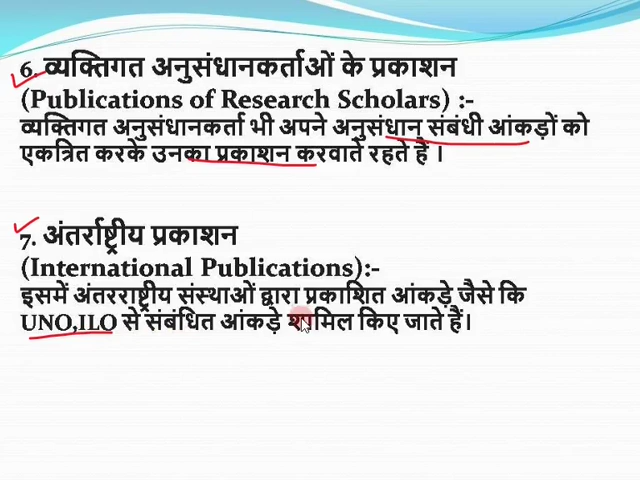 6. व्यक्तिगत अनुसंधानकर्ताओं के प्रकाशन
(Publications of Research Scholars) :-
व्यक्तिगत अनुसंधानकर्ता भी अपने अनुसंधान संबंधी आंकड़ों को
एकत्रित करके उनका प्रकाशन करवाते रहते हैं ।
7. अंतर्राष्ट्रीय प्रकाशन
(International Publications):-
इसमें अंतरराष्ट्रीय संस्थाओं द्वारा प्रकाशित आंकड़े जैसे कि
UNO,ILO से संबंधित आंकड़े शामिल किए जाते हैं।